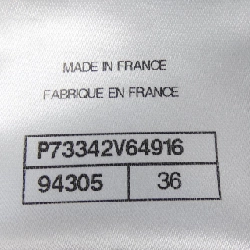 MADE IN FRANCE
FABRIQUE EN FRANCE
P73342V64916
94305 36